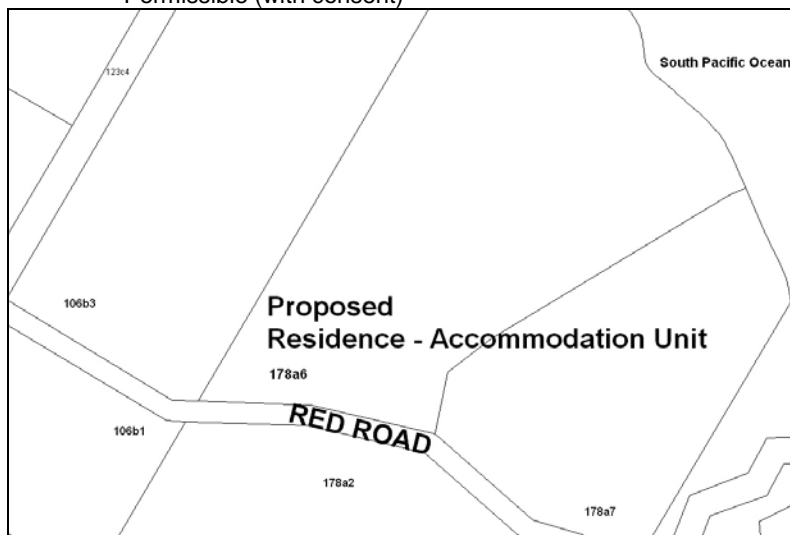 Permissible (with consent)
South Pacific Ocean
123c4
106b3
Proposed
Residence - Accommodation Unit
178a6
RED ROAD
106b1
178a2
178a7